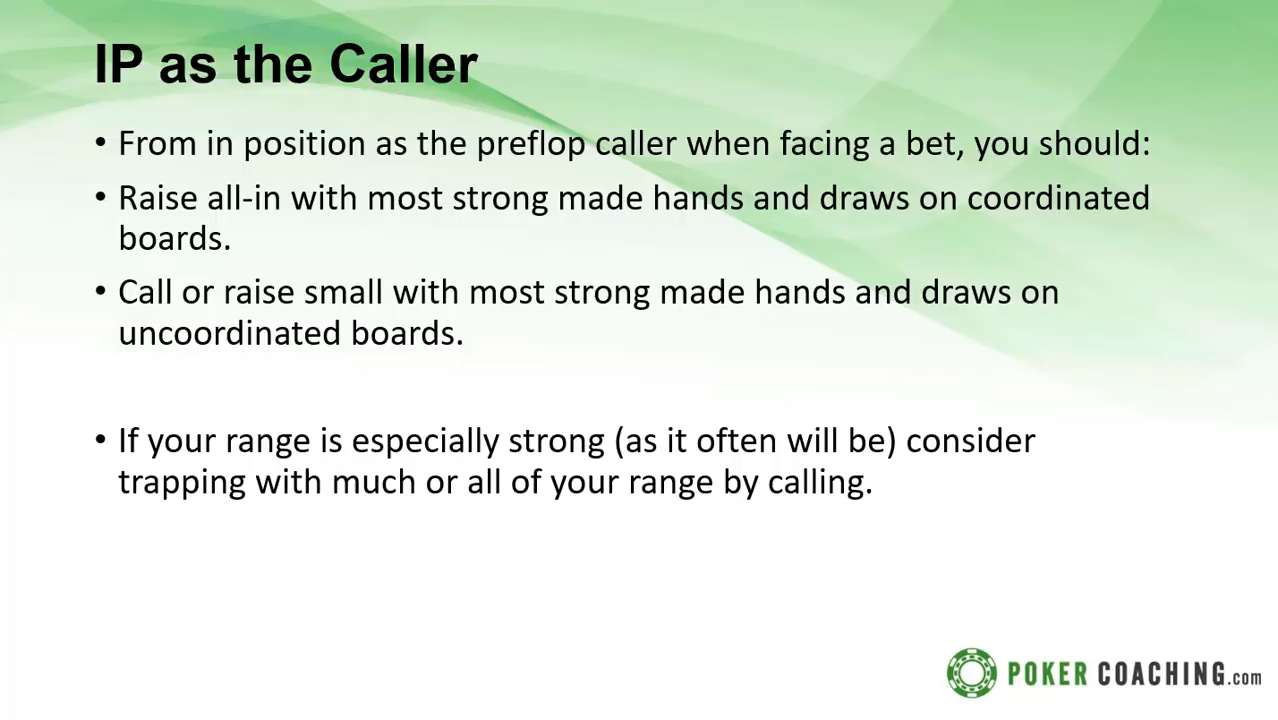 IP as the Caller
• From in position as the preflop caller when facing a bet, you should:
• Raise all-in with most strong made hands and draws on coordinated
boards.
• Call or raise small with most strong made hands and draws on
uncoordinated boards.
• If your range is especially strong (as it often will be) consider
trapping with much or all of your range by calling.
POKER COACHING.com